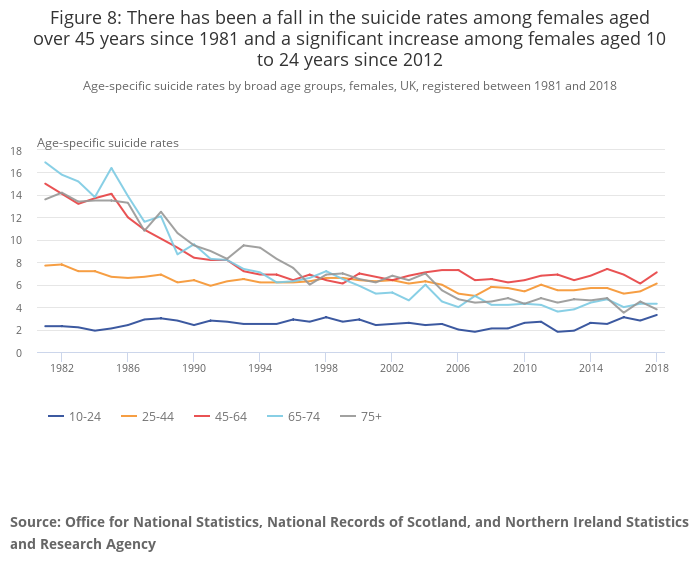 Figure 8: There has been a fall in the suicide rates among females aged
over 45 years since 1981 and a significant increase among females aged 10
to 24 years since 2012
Age-specific suicide rates by broad age groups, females, UK, registered between 1981 and 2018
Age-specific suicide rates
18
16
14
12
10
8
6
4
2
0
1982 1986 1990 1994 1998 2002 2006 2010 2014 2018
10-24 25-44 45-64 65-74 75+
Source: Office for National Statistics, National Records of Scotland, and Northern Ireland Statistics
and Research Agency